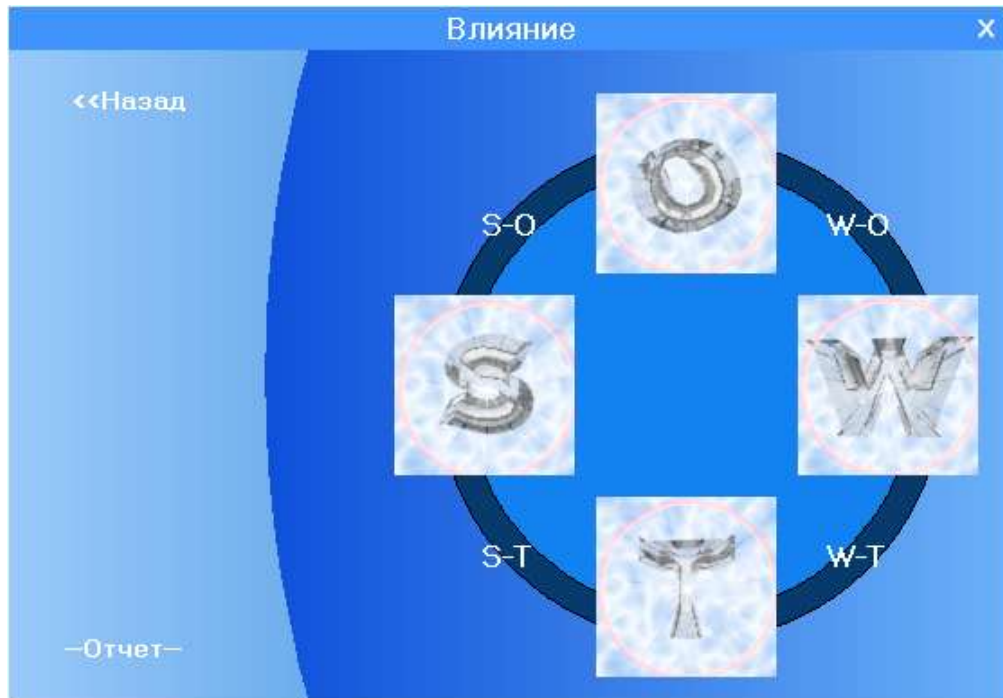 Влияние X
<<Назад
O
S-O W-O
S W
S-T W-T
T
—Отчет—